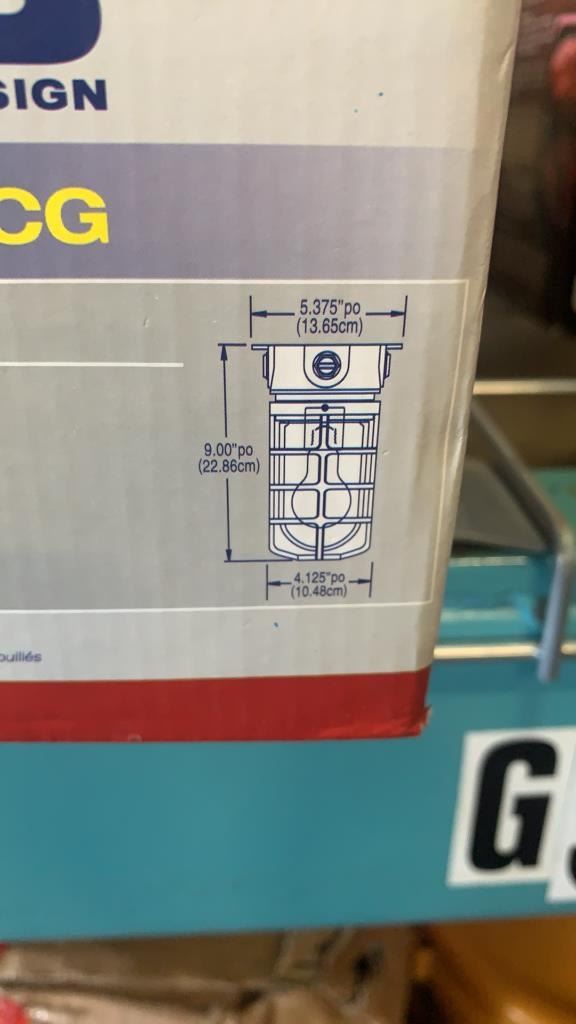 SIGN
CG
5.375"po
(13.65cm)
9.00"po
(22.86cm)
4.125"po
(10.48cm)
ouillés
G